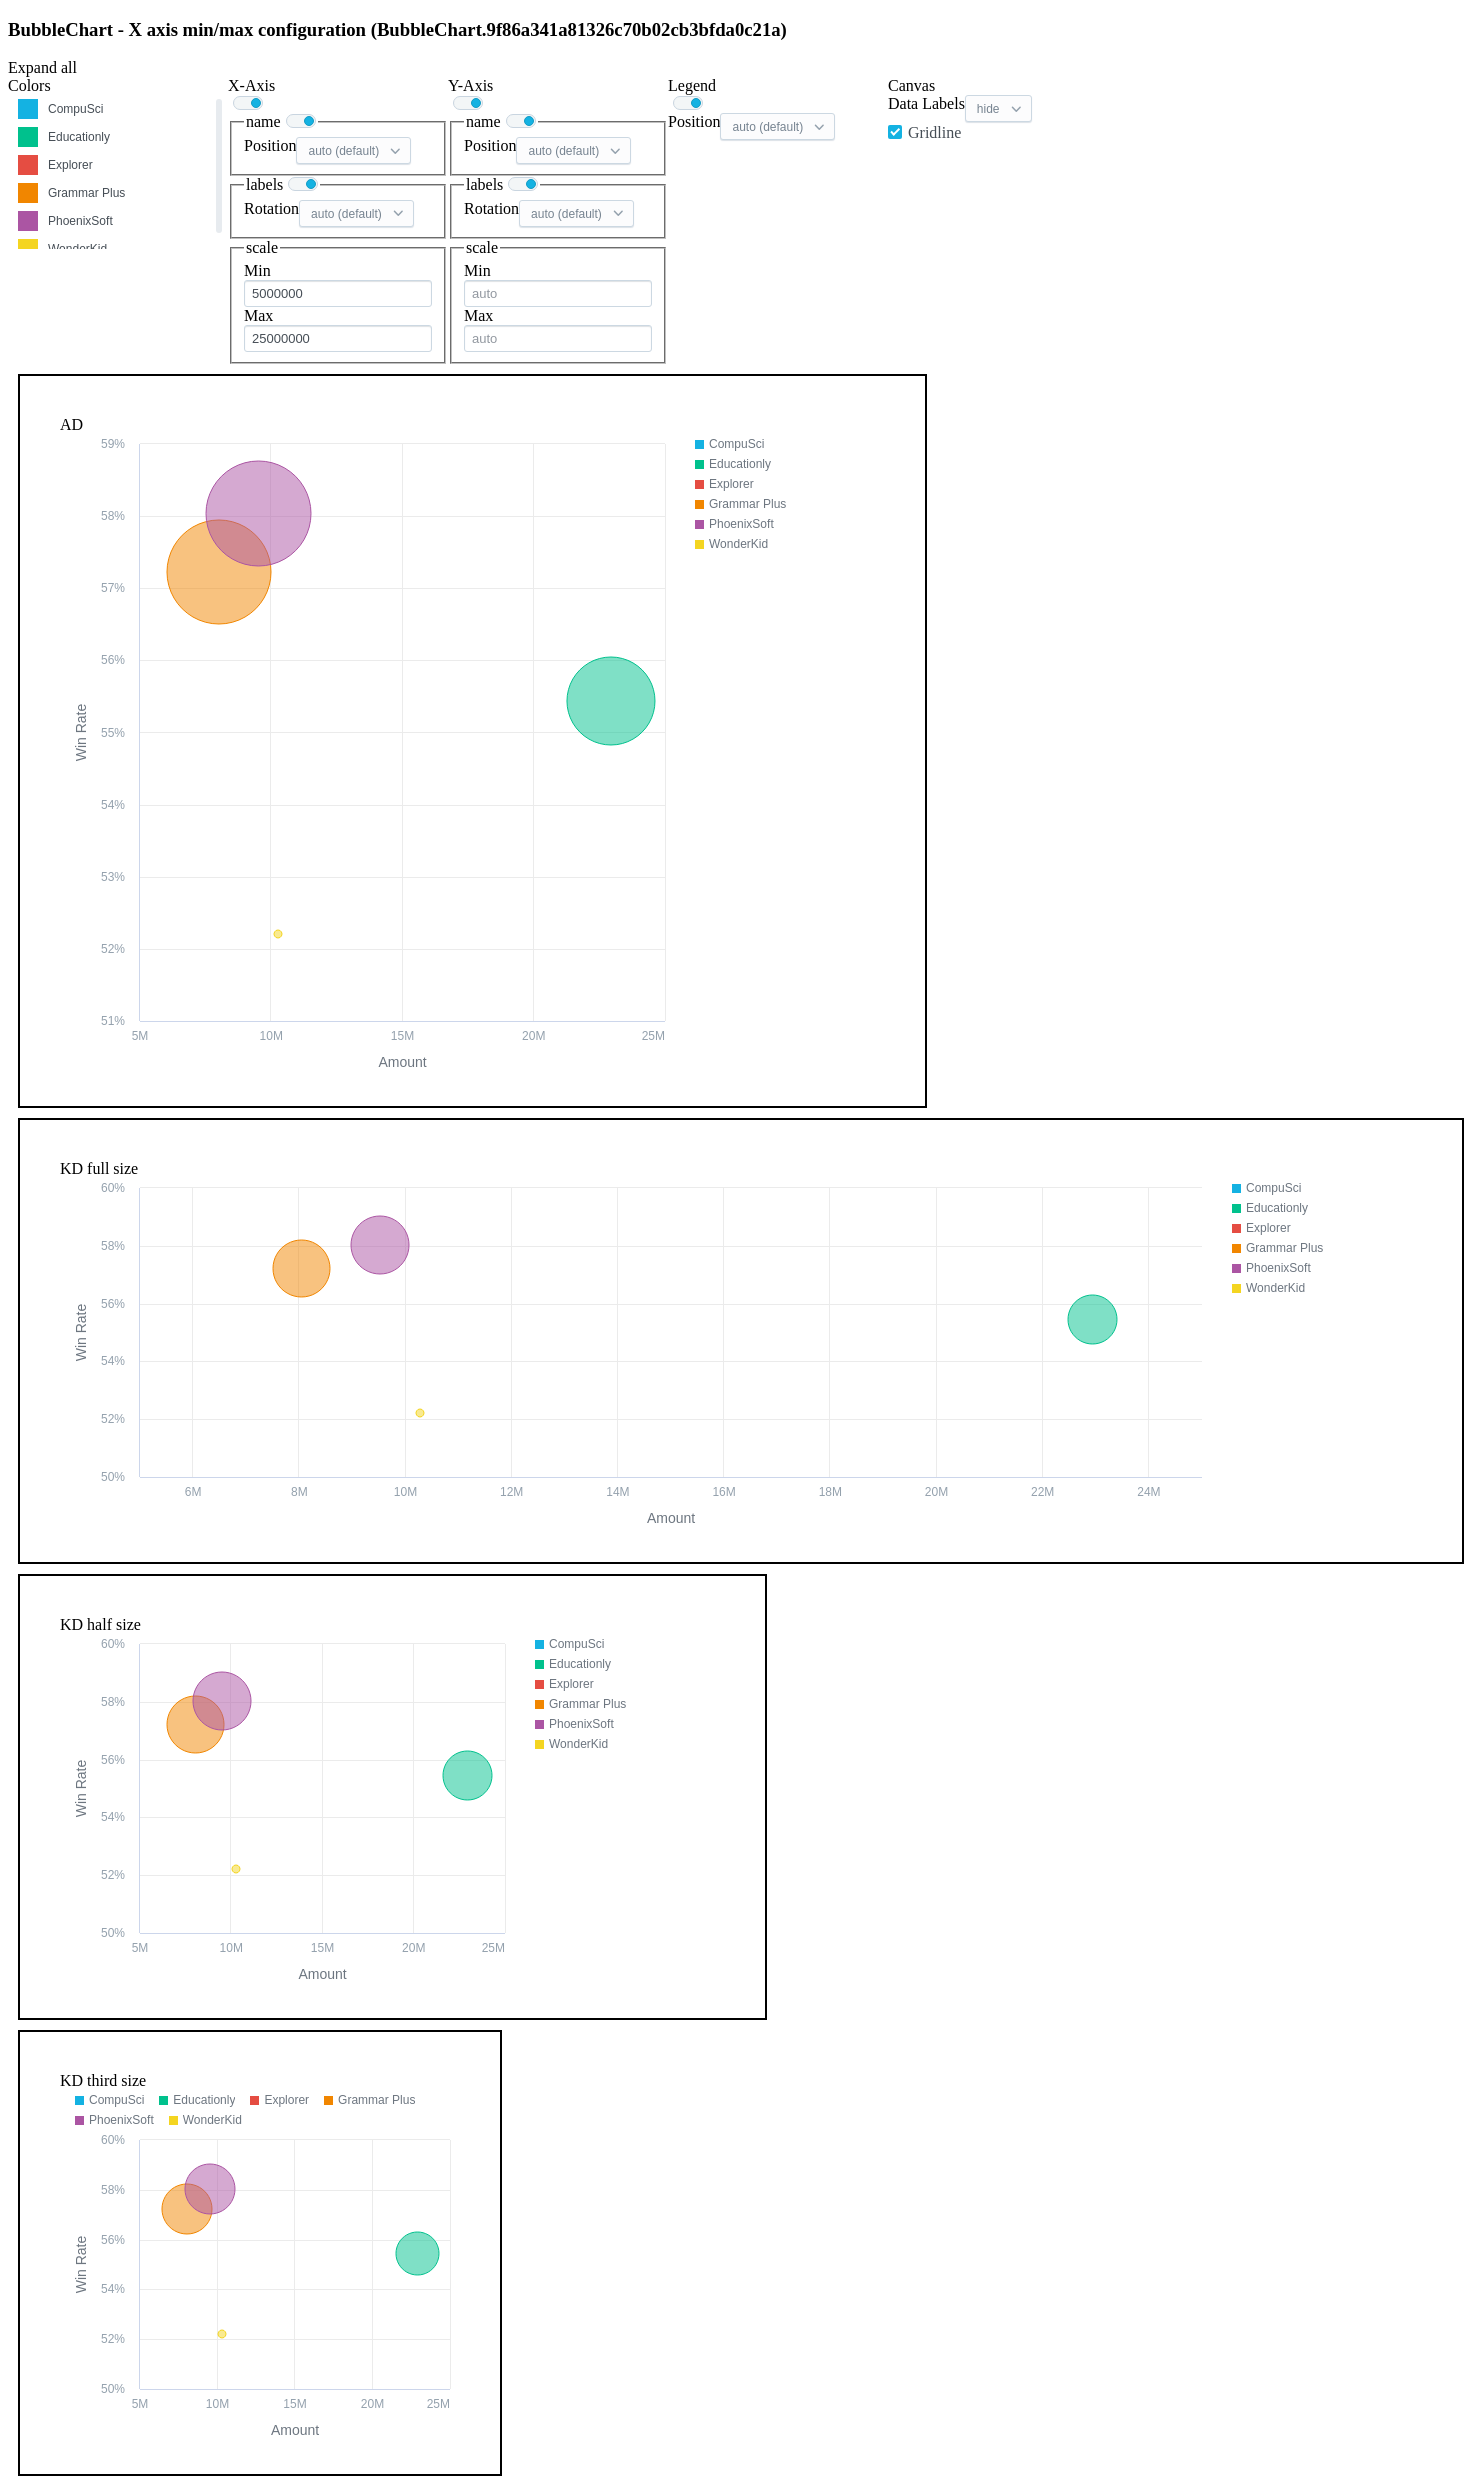 BubbleChart - X axis min/max configuration (BubbleChart.9f86a341a81326c70b02cb3bfda0c21a)
Expand all
Colors
CompuSci
Educationly
Explorer
Grammar Plus
PhoenixSoft
WonderKid
X-Axis
name
Position auto (default)
labels
Rotation auto (default)
scale
Min
5000000
Max
25000000
Y-Axis
name
Position auto (default)
labels
Rotation auto (default)
scale
Min
auto
Max
auto
Legend
Position auto (default)
Canvas
Data Labels hide
Gridline
AD
59%
58%
57%
56%
55%
54%
53%
52%
51%
Win Rate
5M 10M 15M 20M 25M
Amount
CompuSci
Educationly
Explorer
Grammar Plus
PhoenixSoft
WonderKid
KD full size
60%
58%
56%
54%
52%
50%
Win Rate
6M 8M 10M 12M 14M 16M 18M 20M 22M 24M
Amount
CompuSci
Educationly
Explorer
Grammar Plus
PhoenixSoft
WonderKid
KD half size
60%
58%
56%
54%
52%
50%
Win Rate
5M 10M 15M 20M 25M
Amount
CompuSci
Educationly
Explorer
Grammar Plus
PhoenixSoft
WonderKid
KD third size
CompuSci Educationly Explorer Grammar Plus
PhoenixSoft WonderKid
60%
58%
56%
54%
52%
50%
Win Rate
5M 10M 15M 20M 25M
Amount